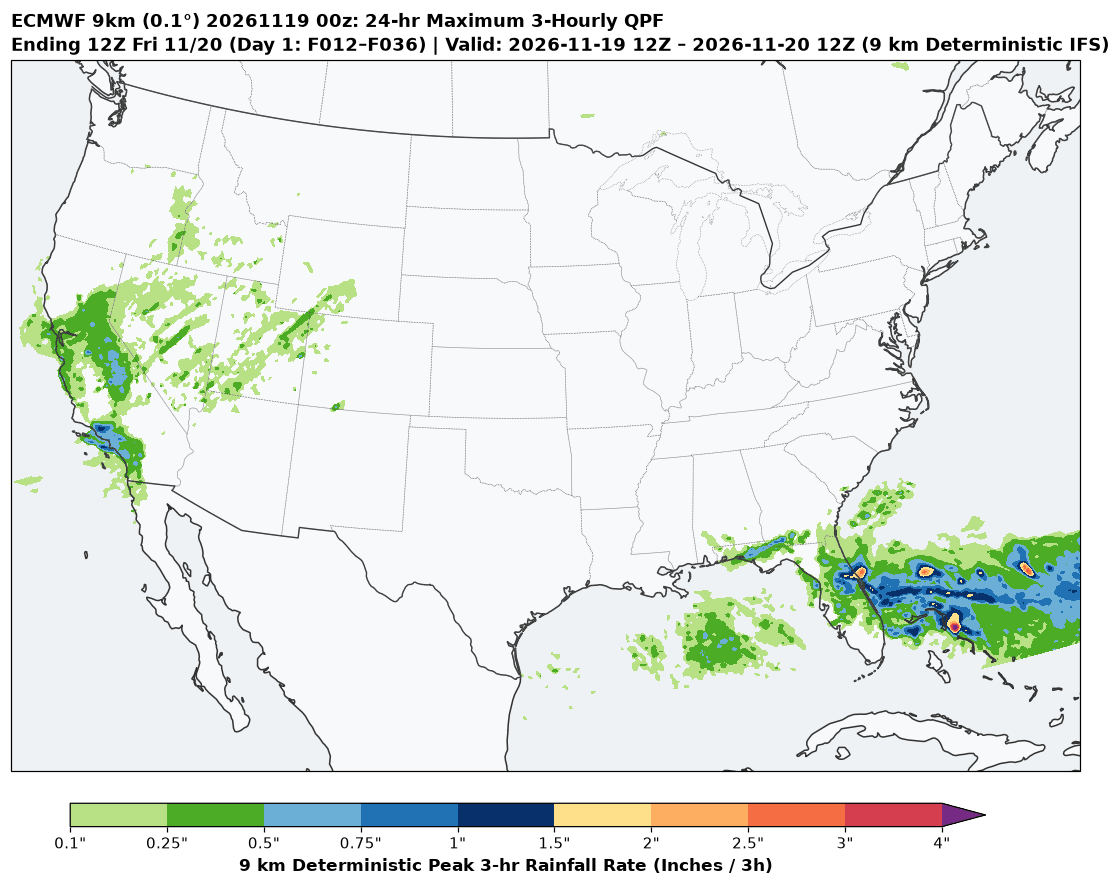 ECMWF 9km (0.1°) 20261119 00z: 24-hr Maximum 3-Hourly QPF
Ending 12Z Fri 11/20 (Day 1: F012–F036) | Valid: 2026-11-19 12Z – 2026-11-20 12Z (9 km Deterministic IFS)
0.1" 0.25" 0.5" 0.75" 1" 1.5" 2" 2.5" 3" 4"
9 km Deterministic Peak 3-hr Rainfall Rate (Inches / 3h)